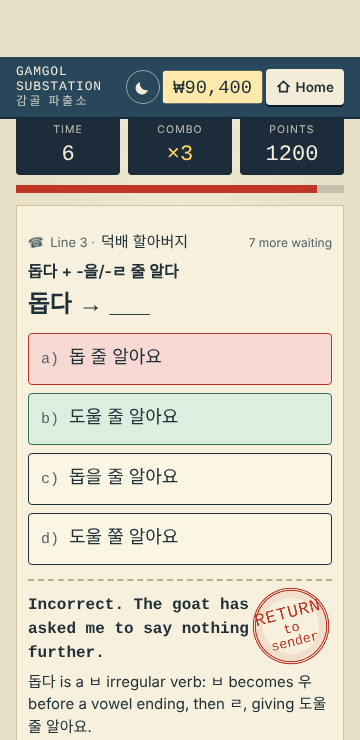 GAMGOL
SUBSTATION
감골 파출소
₩90,400
Home
TIME
6
COMBO
×3
POINTS
1200
☎ Line 3 · 덕배 할아버지
7 more waiting
돕다 + -을/-ㄹ 줄 알다
돕다 → ___
a) 돕 줄 알아요
b) 도울 줄 알아요
c) 돕을 줄 알아요
d) 도울 쭐 알아요
Incorrect. The goat has
asked me to say nothing
further.
RETURN
to
sender
돕다 is a ㅂ irregular verb: ㅂ becomes 우
before a vowel ending, then ㄹ, giving 도울
줄 알아요.